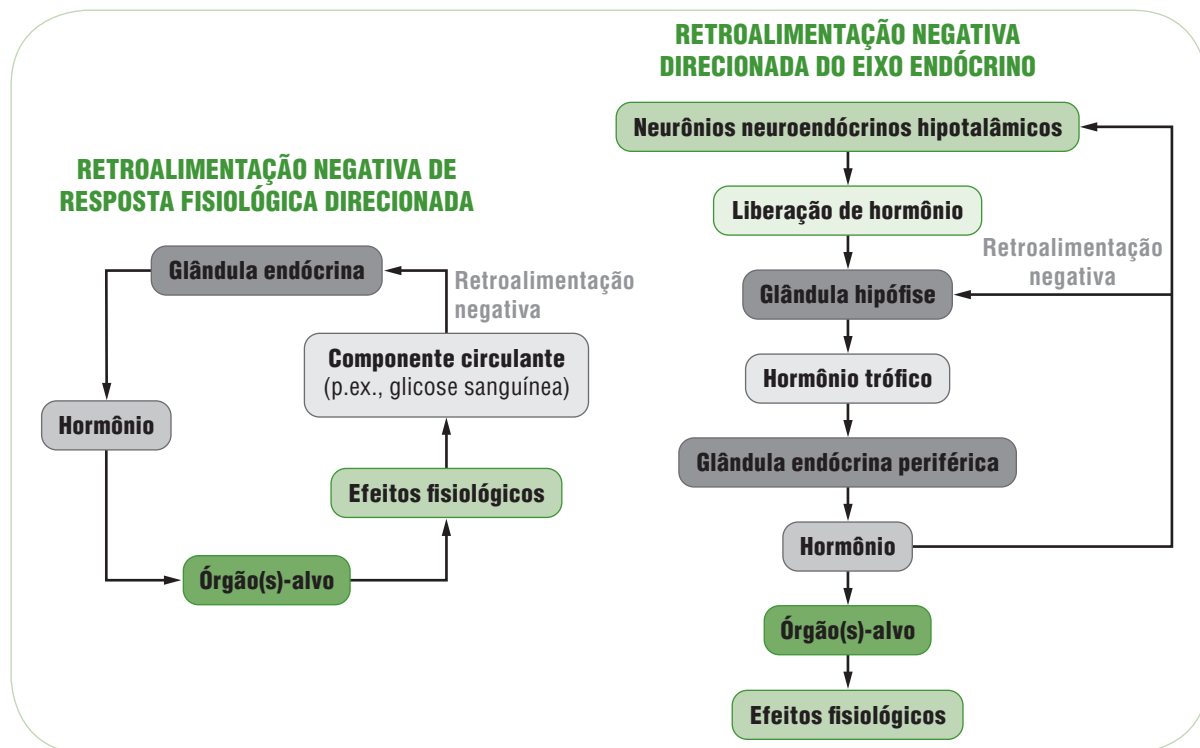 RETROALIMENTAÇÃO NEGATIVA DE
RESPOSTA FISIOLÓGICA DIRECIONADA
Glândula endócrina
Retroalimentação
negativa
Componente circulante
(p.ex., glicose sanguínea)
Hormônio
Efeitos fisiológicos
Órgão(s)-alvo
RETROALIMENTAÇÃO NEGATIVA
DIRECIONADA DO EIXO ENDÓCRINO
Neurônios neuroendócrinos hipotalâmicos
Liberação de hormônio
Retroalimentação
negativa
Glândula hipófise
Hormônio trófico
Glândula endócrina periférica
Hormônio
Órgão(s)-alvo
Efeitos fisiológicos